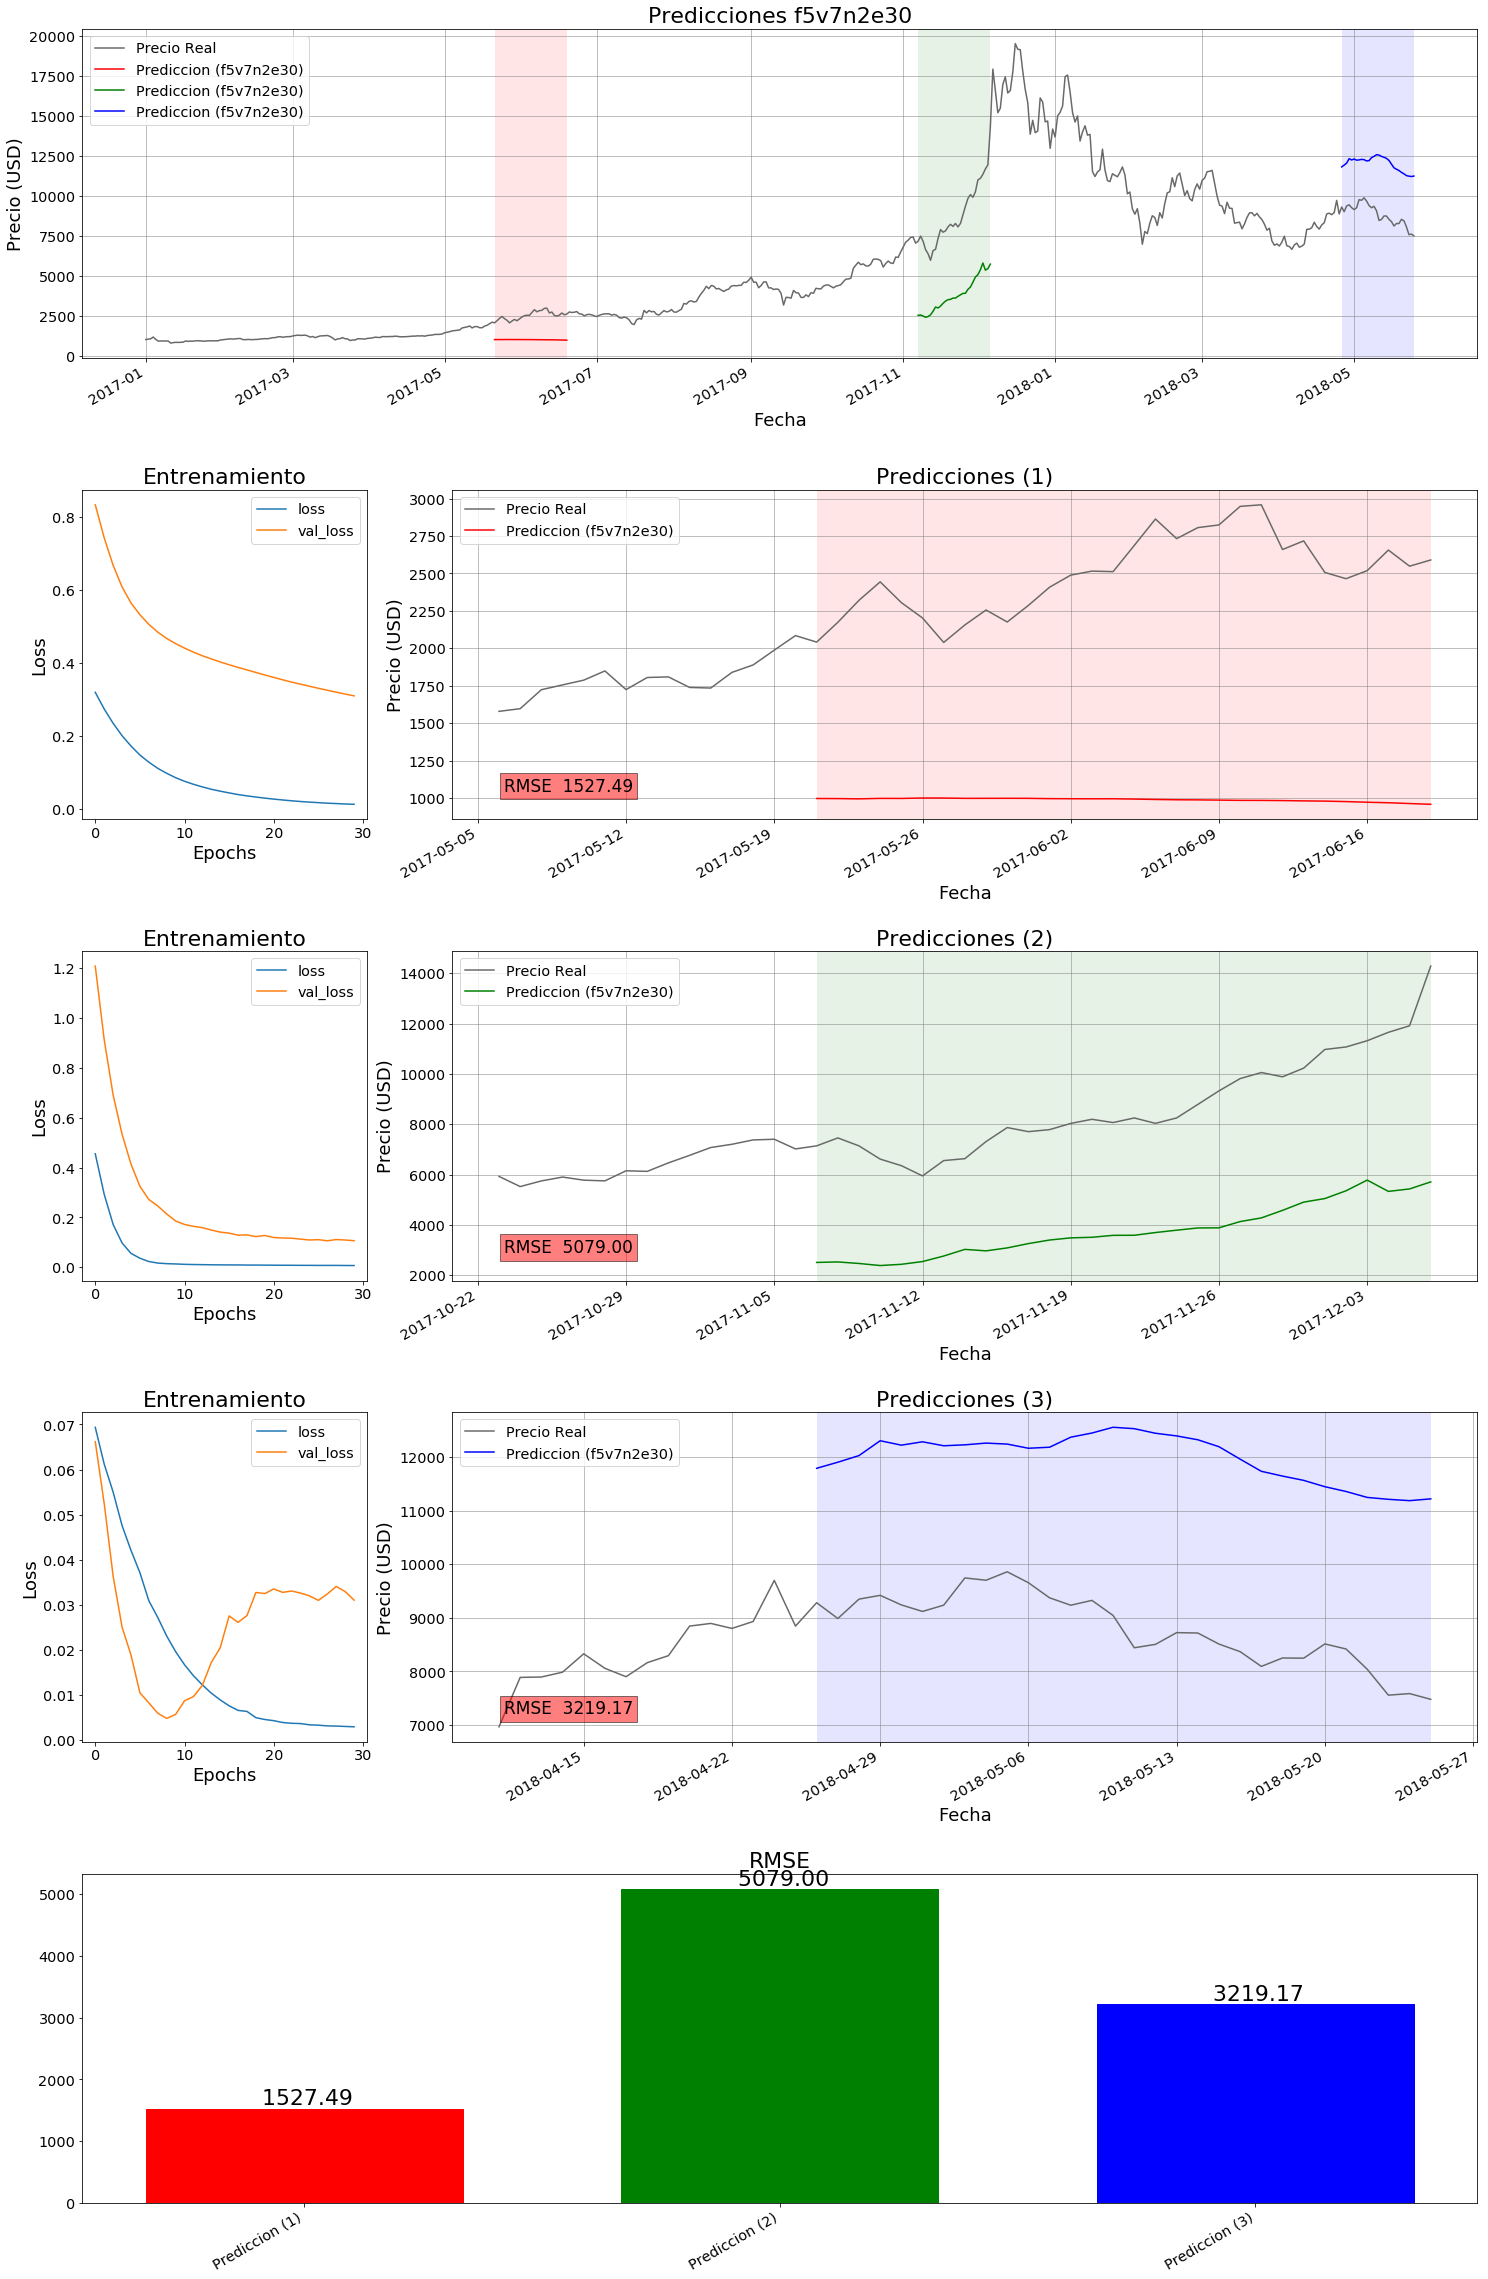 Predicciones f5v7n2e30
Precio Real
Prediccion (f5v7n2e30)
Prediccion (f5v7n2e30)
Prediccion (f5v7n2e30)
Precio (USD)
20000
17500
15000
12500
10000
7500
5000
2500
0
2017-01
2017-03
2017-05
2017-07
2017-09
2017-11
2018-01
2018-03
2018-05
Fecha
Entrenamiento
loss
val_loss
Loss
0.8
0.6
0.4
0.2
0.0
0
10
20
30
Epochs
Predicciones (1)
Precio Real
Prediccion (f5v7n2e30)
Precio (USD)
3000
2750
2500
2250
2000
1750
1500
1250
1000
RMSE 1527.49
2017-05-05
2017-05-12
2017-05-19
2017-05-26
2017-06-02
2017-06-09
2017-06-16
Fecha
Entrenamiento
loss
val_loss
Loss
1.2
1.0
0.8
0.6
0.4
0.2
0.0
0
10
20
30
Epochs
Predicciones (2)
Precio Real
Prediccion (f5v7n2e30)
Precio (USD)
14000
12000
10000
8000
6000
4000
2000
RMSE 5079.00
2017-10-22
2017-10-29
2017-11-05
2017-11-12
2017-11-19
2017-11-26
2017-12-03
Fecha
Entrenamiento
loss
val_loss
Loss
0.07
0.06
0.05
0.04
0.03
0.02
0.01
0.00
0
10
20
30
Epochs
Predicciones (3)
Precio Real
Prediccion (f5v7n2e30)
Precio (USD)
12000
11000
10000
9000
8000
7000
RMSE 3219.17
2018-04-15
2018-04-22
2018-04-29
2018-05-06
2018-05-13
2018-05-20
2018-05-27
Fecha
RMSE
5000
4000
3000
2000
1000
0
1527.49
5079.00
3219.17
Prediccion (1)
Prediccion (2)
Prediccion (3)